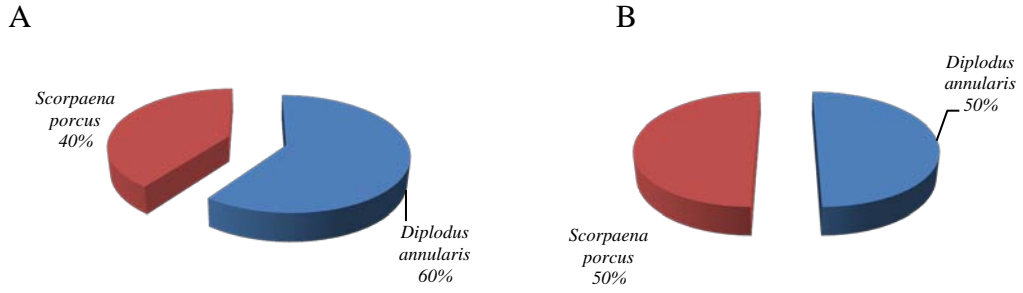 A
Scorpaena
porcus
40%
Diplodus
annularis
60%
B
Diplodus
annularis
50%
Scorpaena
porcus
50%